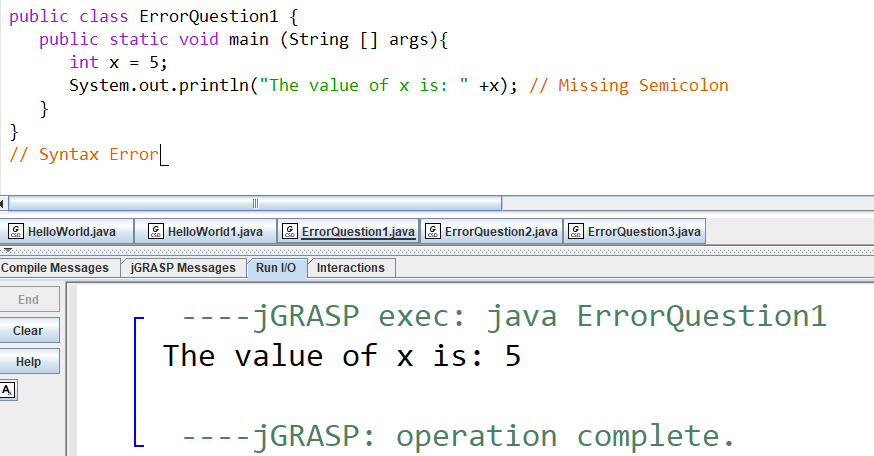 public class ErrorQuestion1 {
public static void main (String [] args){
int x = 5;
System.out.println("The value of x is: " +x); // Missing Semicolon
}
}
// Syntax Error
HelloWorld.java HelloWorld1.java ErrorQuestion1.java ErrorQuestion2.java ErrorQuestion3.java
Compile Messages jGRASP Messages Run I/O Interactions
End
Clear
Help
A
----jGRASP exec: java ErrorQuestion1
The value of x is: 5
----jGRASP: operation complete.